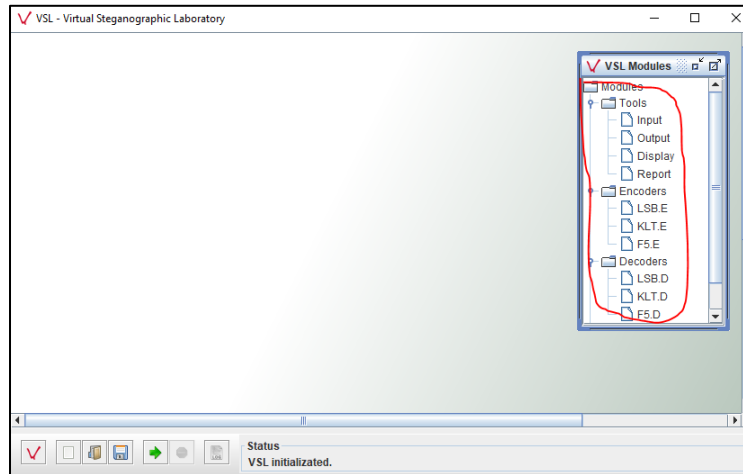 VSL - Virtual Steganographic Laboratory
VSL Modules
Modules
Tools
Input
Output
Display
Report
Encoders
LSB.E
KLT.E
F5.E
Decoders
LSB.D
KLT.D
F5.D
LOG
Status
VSL initializated.